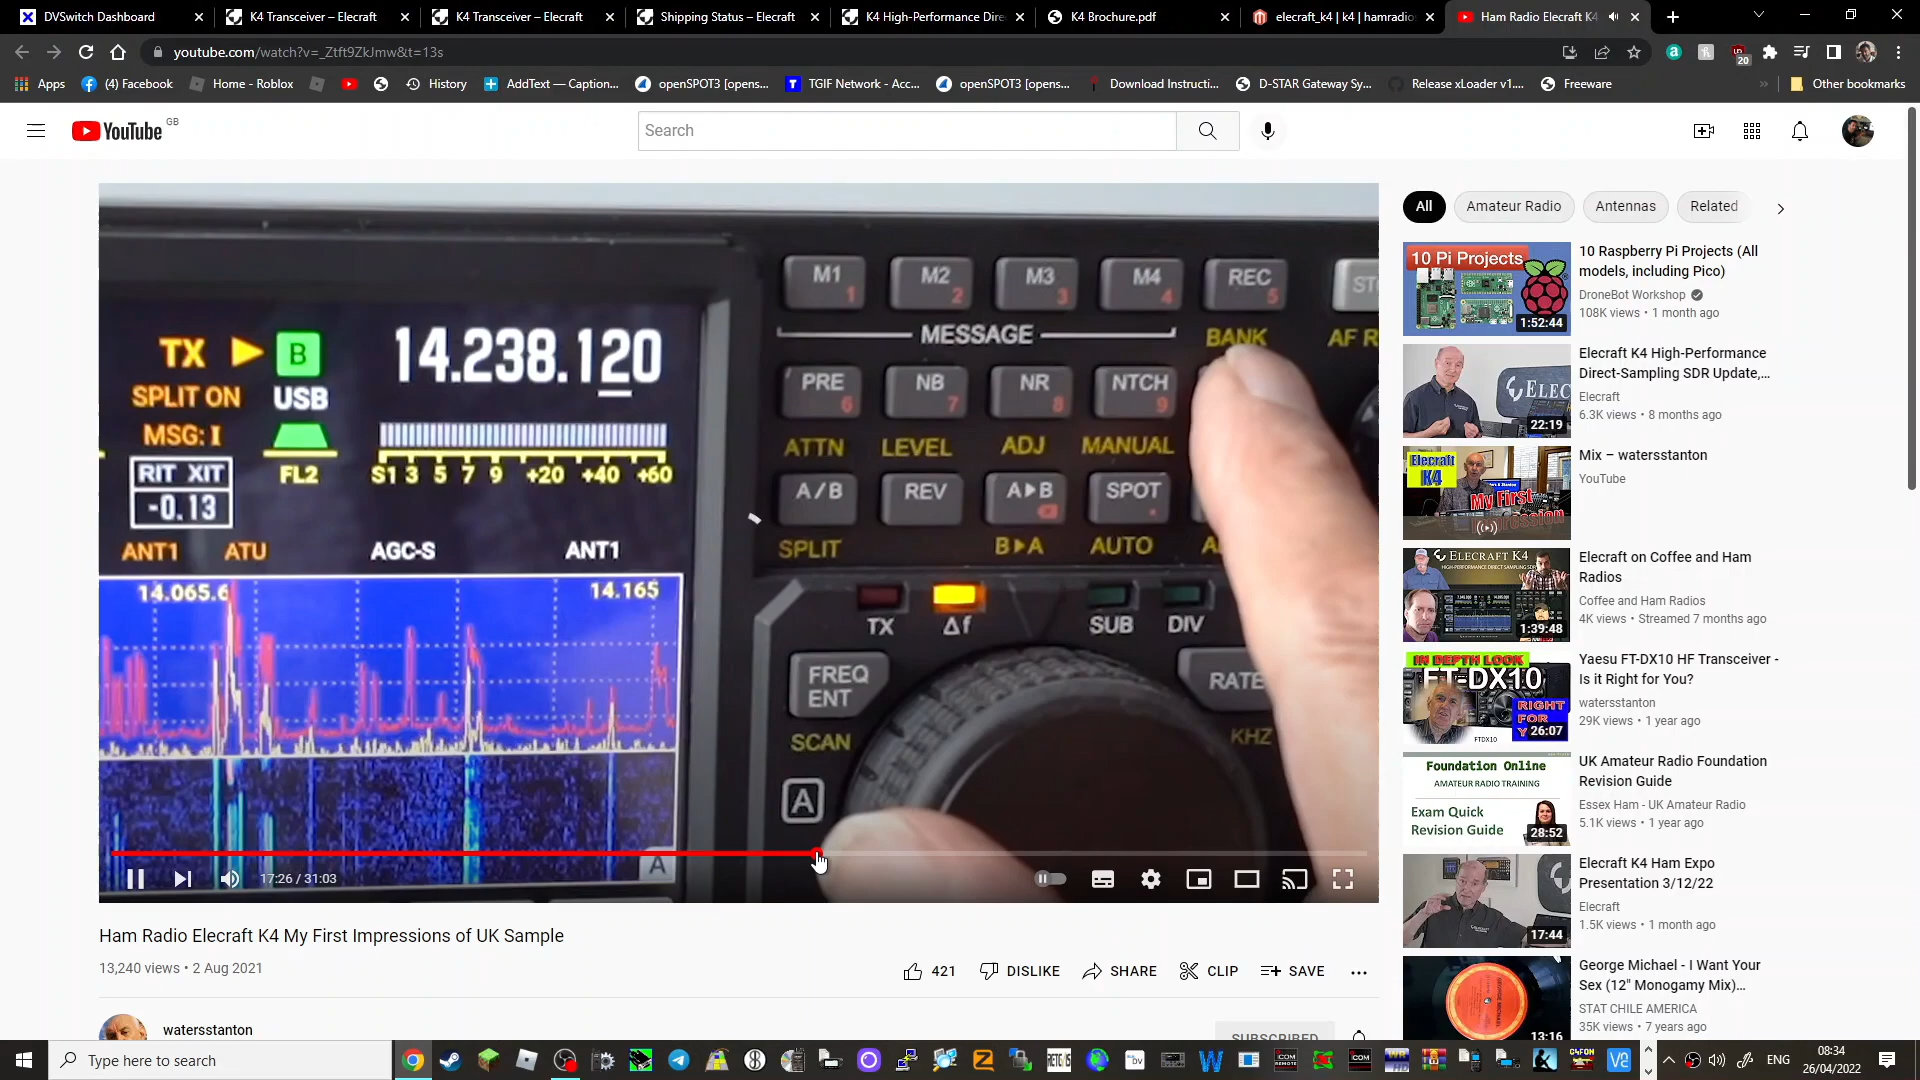 DVSwitch Dashboard
K4 Transceiver – Elecraft
K4 Transceiver – Elecraft
Shipping Status – Elecraft
K4 High-Performance Dire
K4 Brochure.pdf
elecraft_k4 | k4 | hamradio
Ham Radio Elecraft K4
youtube.com/watch?v=_Ztft9ZkJmw&t=13s
20
Apps
(4) Facebook
Home - Roblox
History
AddText — Caption...
openSPOT3 [opens...
TGIF Network - Acc...
openSPOT3 [opens...
Download Instructi...
D-STAR Gateway Sy...
Release xLoader v1....
Freeware
Other bookmarks
YouTube GB
Search
All
Amateur Radio
Antennas
Related
M1 1
M2 2
M3 3
M4 4
REC 5
MESSAGE
BANK
AF R
TX
B
14.238.120
SPLIT ON
USB
MSG: I
FL2
S1 3 5 7 9 +20 +40 +60
RIT XIT
-0.13
ANT1
ATU
AGC-S
ANT1
PRE 6
NB 7
NR 8
NTCH 9
ATTN
LEVEL
ADJ
MANUAL
A/B
REV
A▶B
SPOT
SPLIT
B▶A
AUTO
14.065.6
14.165
TX
Δf
SUB
DIV
FREQ
ENT
RATE
SCAN
KHZ
A
A
17:26 / 31:03
Ham Radio Elecraft K4 My First Impressions of UK Sample
13,240 views • 2 Aug 2021
421
DISLIKE
SHARE
CLIP
SAVE
watersstanton
SUBSCRIBED
10 Pi Projects
1:52:44
10 Raspberry Pi Projects (All
models, including Pico)
DroneBot Workshop
108K views • 1 month ago
ELEC
22:19
Elecraft K4 High-Performance
Direct-Sampling SDR Update,...
Elecraft
6.3K views • 8 months ago
Elecraft
K4
My First
Impression
Mix – watersstanton
YouTube
ELECRAFT K4
1:39:48
Elecraft on Coffee and Ham
Radios
Coffee and Ham Radios
4K views • Streamed 7 months ago
IN DEPTH LOOK
FT-DX10
RIGHT
FOR
Y
FTDX10
26:07
Yaesu FT-DX10 HF Transceiver -
Is it Right for You?
watersstanton
29K views • 1 year ago
Foundation Online
AMATEUR RADIO TRAINING
Exam Quick
Revision Guide
28:52
UK Amateur Radio Foundation
Revision Guide
Essex Ham - UK Amateur Radio
5.1K views • 1 year ago
17:44
Elecraft K4 Ham Expo
Presentation 3/12/22
Elecraft
1.5K views • 1 month ago
13:16
George Michael - I Want Your
Sex (12" Monogamy Mix)...
STAT CHILE AMERICA
35K views • 7 years ago
Type here to search
ENG
08:34
26/04/2022